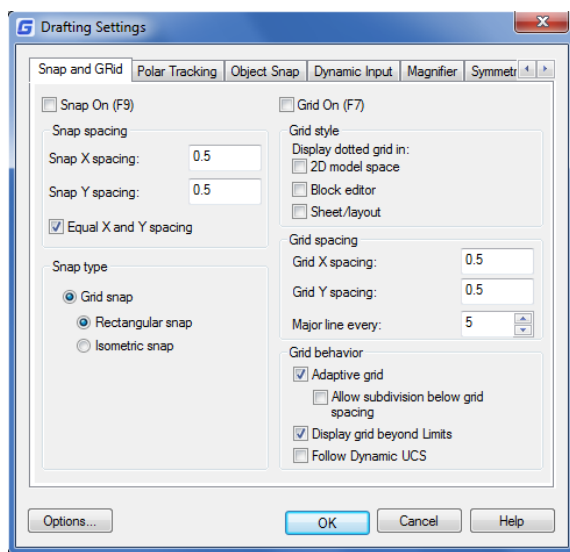 Drafting Settings
Snap and GRid Polar Tracking Object Snap Dynamic Input Magnifier Symmetr
Snap On (F9)
Snap spacing
Snap X spacing: 0.5
Snap Y spacing: 0.5
Equal X and Y spacing
Snap type
Grid snap
Rectangular snap
Isometric snap
Grid On (F7)
Grid style
Display dotted grid in:
2D model space
Block editor
Sheet/layout
Grid spacing
Grid X spacing: 0.5
Grid Y spacing: 0.5
Major line every: 5
Grid behavior
Adaptive grid
Allow subdivision below grid
spacing
Display grid beyond Limits
Follow Dynamic UCS
Options... OK Cancel Help